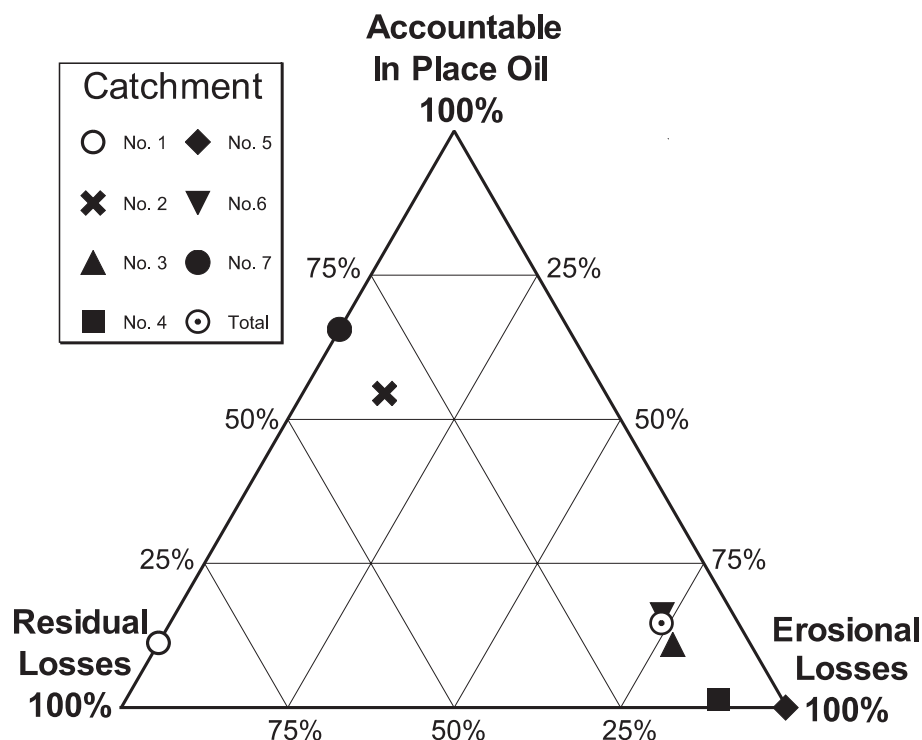 Accountable
In Place Oil
100%
Catchment
No. 1
No. 5
No. 2
No.6
No. 3
No. 7
No. 4
Total
75%
25%
50%
50%
25%
75%
Residual
Losses
100%
Erosional
Losses
100%
75%
50%
25%